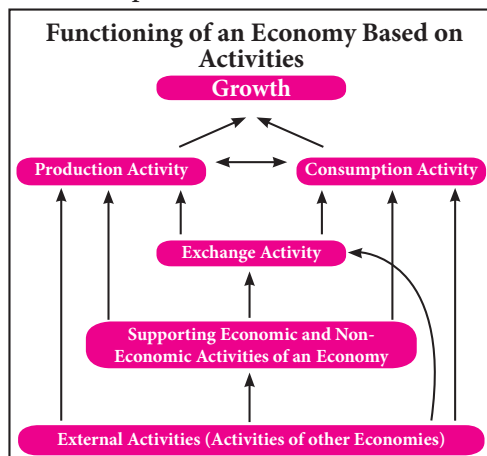 Functioning of an Economy Based on
Activities
Growth
Production Activity
Consumption Activity
Exchange Activity
Supporting Economic and Non-
Economic Activities of an Economy
External Activities (Activities of other Economies)